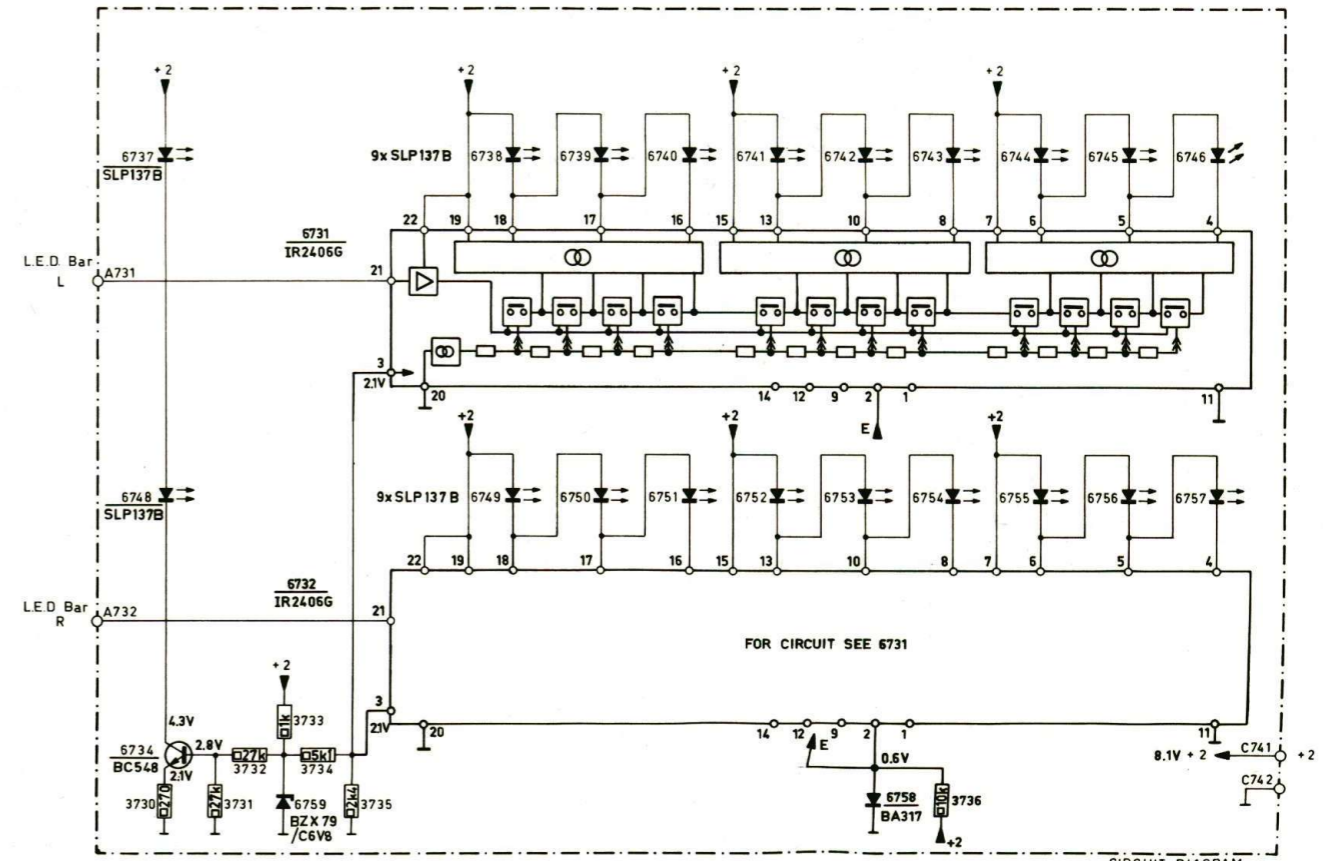 +2 +2 +2 +2
6737
SLP137B
9x SLP137B 6738 6739 6740 6741 6742 6743 6744 6745 6746
22 19 18 17 16 15 13 10 8 7 6 5 4
6731
IR2406G
L.E.D. Bar
L
A731
21
3
2.1V
20 14 12 9 2 1 11
E
+2 +2 +2
6748
SLP137B
9x SLP137B 6749 6750 6751 6752 6753 6754 6755 6756 6757
22 19 18 17 16 15 13 10 8 7 6 5 4
6732
IR2406G
L.E.D Bar
R
A732
21
FOR CIRCUIT SEE 6731
+2
3
2.1V
20 14 12 9 2 1 11
4.3V
1k 3733
6734
BC548
2.8V
27k
3732
5k1
3734
2.1V
3730 270
27k 3731
6759
BZX79
/C6V8
2k4 3735
E
0.6V
6758
BA317
10k 3736
+2
8.1V +2
C741
+2
C742
CIRCUIT DIAGRAM